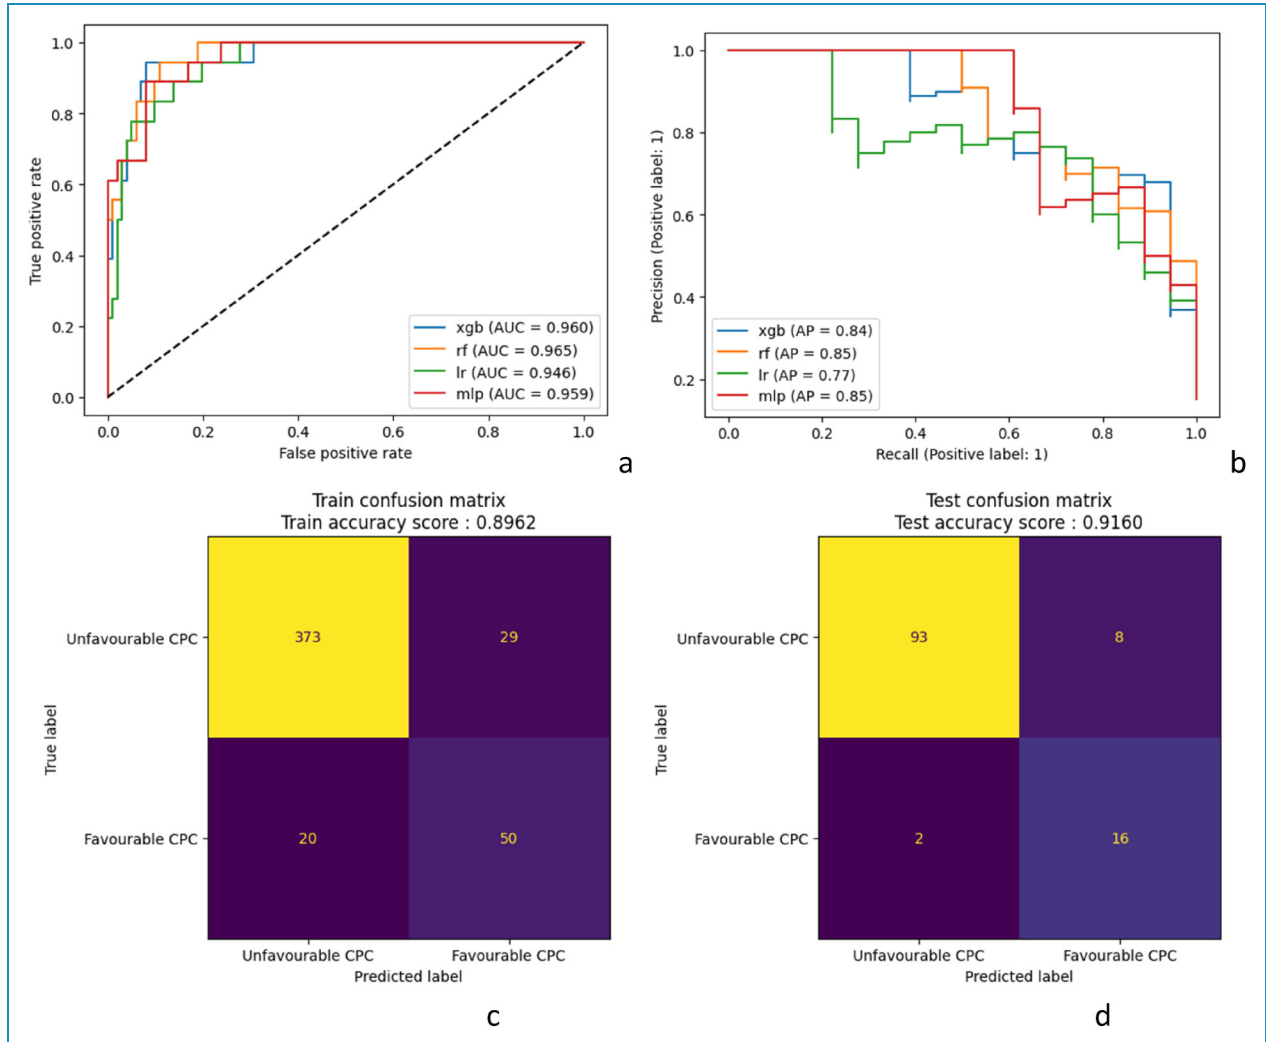 1.0
0.8
0.6
0.4
0.2
0.0
True positive rate
xgb (AUC = 0.960)
rf (AUC = 0.965)
lr (AUC = 0.946)
mlp (AUC = 0.959)
0.0 0.2 0.4 0.6 0.8 1.0
False positive rate
a
1.0
0.8
0.6
0.4
0.2
Precision (Positive label: 1)
xgb (AP = 0.84)
rf (AP = 0.85)
lr (AP = 0.77)
mlp (AP = 0.85)
0.0 0.2 0.4 0.6 0.8 1.0
Recall (Positive label: 1)
b
Train confusion matrix
Train accuracy score : 0.8962
True label
Unfavourable CPC 373 29
Favourable CPC 20 50
Unfavourable CPC Favourable CPC
Predicted label
c
Test confusion matrix
Test accuracy score : 0.9160
True label
Unfavourable CPC 93 8
Favourable CPC 2 16
Unfavourable CPC Favourable CPC
Predicted label
d